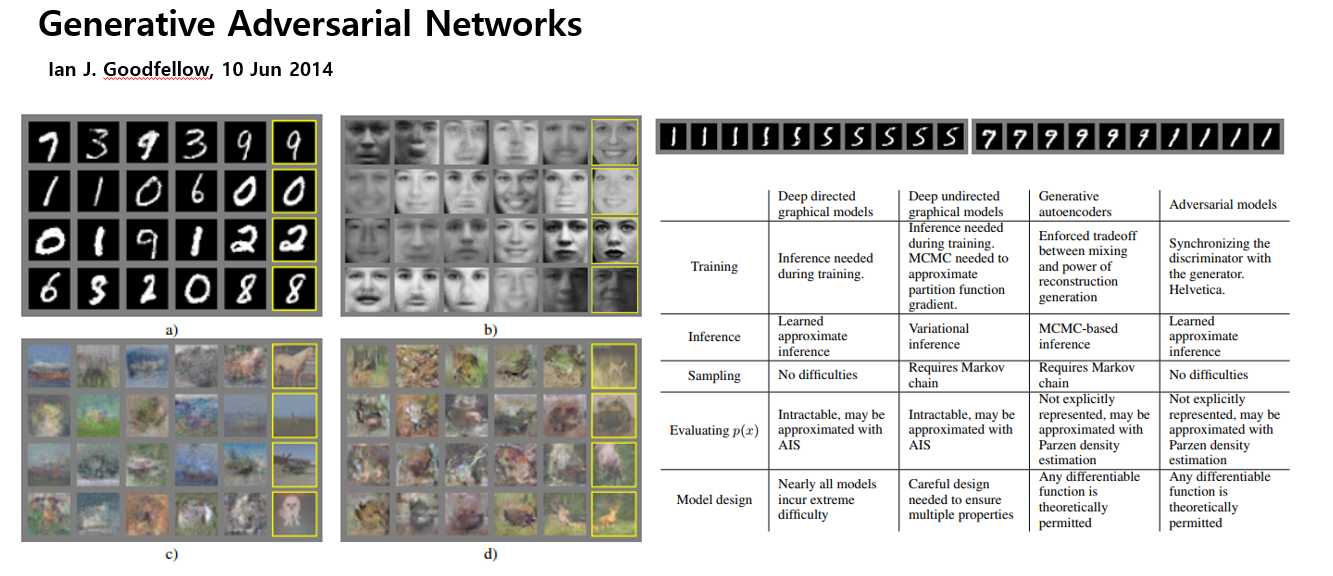 Generative Adversarial Networks
Ian J. Goodfellow, 10 Jun 2014
7 3 9 3 9 9
1 1 0 6 0 0
0 1 9 1 2 2
6 3 2 0 8 8
a)
b)
c)
d)
1 1 1 1 5 5 5 5 5 5
7 7 9 9 9 9 1 1 1 1
Deep directed
graphical models
Deep undirected
graphical models
Generative
autoencoders
Adversarial models
Training
Inference needed
during training.
Inference needed
during training.
MCMC needed to
approximate
partition function
gradient.
Enforced tradeoff
between mixing
and power of
reconstruction
generation
Synchronizing the
discriminator with
the generator.
Helvetica.
Inference
Learned
approximate
inference
Variational
inference
MCMC-based
inference
Learned
approximate
inference
Sampling
No difficulties
Requires Markov
chain
Requires Markov
chain
No difficulties
Evaluating p(x)
Intractable, may be
approximated with
AIS
Intractable, may be
approximated with
AIS
Not explicitly
represented, may be
approximated with
Parzen density
estimation
Not explicitly
represented, may be
approximated with
Parzen density
estimation
Model design
Nearly all models
incur extreme
difficulty
Careful design
needed to ensure
multiple properties
Any differentiable
function is
theoretically
permitted
Any differentiable
function is
theoretically
permitted